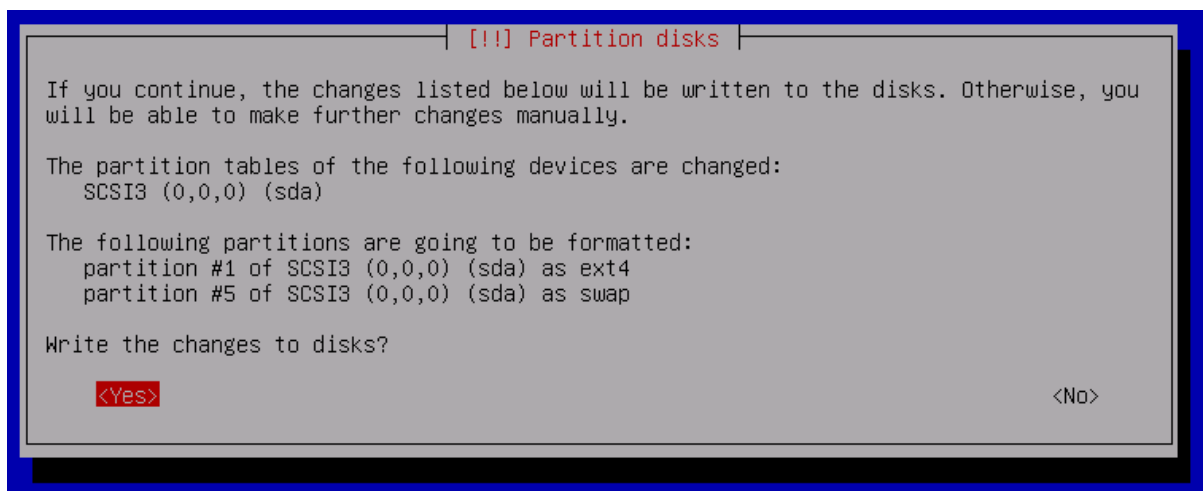 [!!] Partition disks
If you continue, the changes listed below will be written to the disks. Otherwise, you
will be able to make further changes manually.
The partition tables of the following devices are changed:
SCSI3 (0,0,0) (sda)
The following partitions are going to be formatted:
partition #1 of SCSI3 (0,0,0) (sda) as ext4
partition #5 of SCSI3 (0,0,0) (sda) as swap
Write the changes to disks?
<Yes> <No>